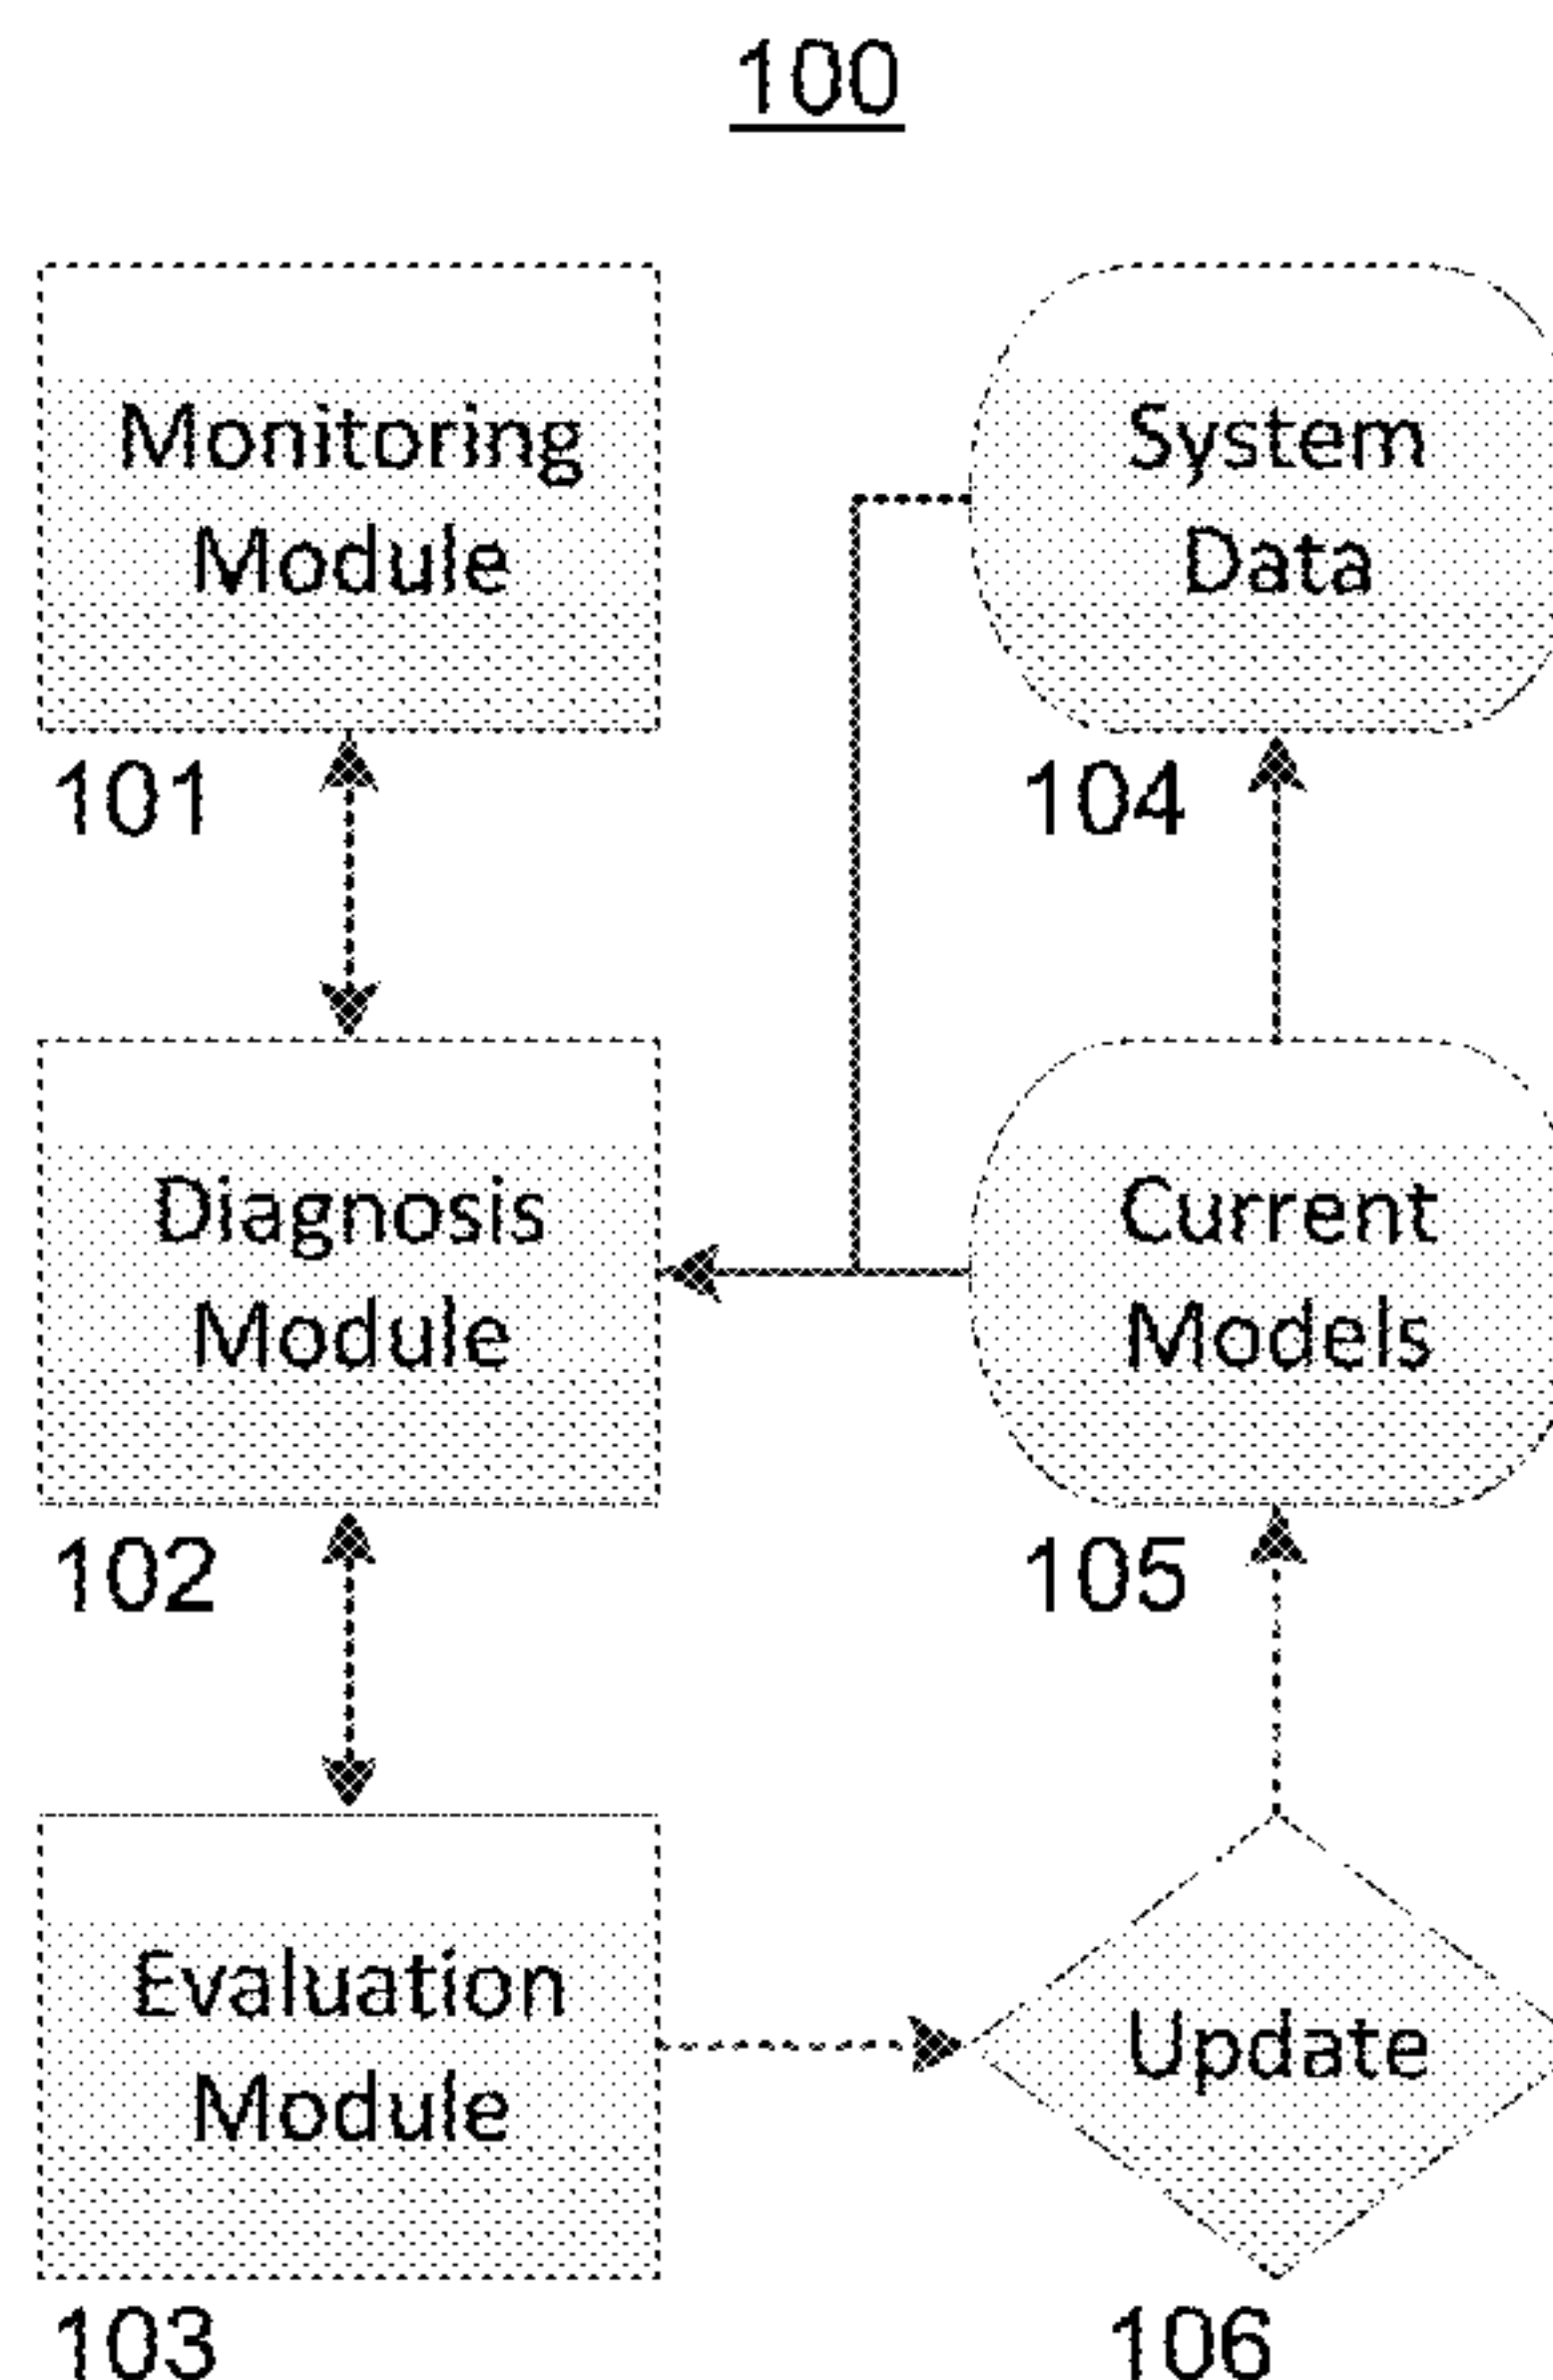 100
Monitoring
Module
101
System
Data
104
Diagnosis
Module
102
Current
Models
105
Evaluation
Module
103
Update
106